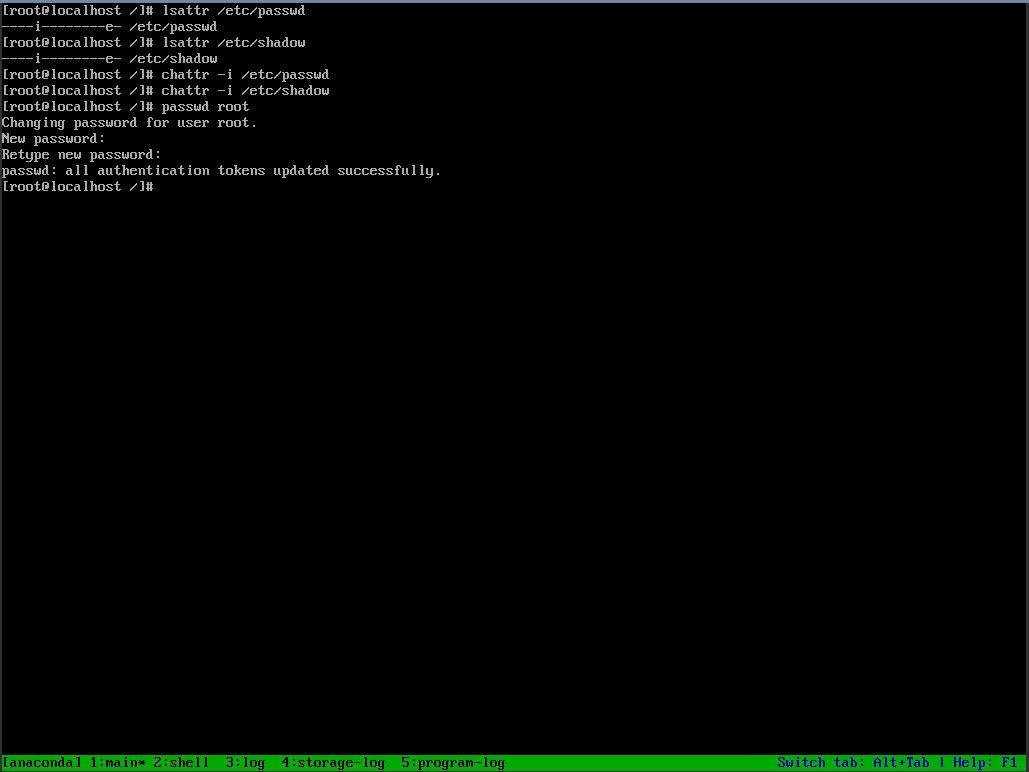 [root@localhost /]# lsattr /etc/passwd
----i--------e- /etc/passwd
[root@localhost /]# lsattr /etc/shadow
----i--------e- /etc/shadow
[root@localhost /]# chattr -i /etc/passwd
[root@localhost /]# chattr -i /etc/shadow
[root@localhost /]# passwd root
Changing password for user root.
New password:
Retype new password:
passwd: all authentication tokens updated successfully.
[root@localhost /]#
[anaconda] 1:main* 2:shell  3:log  4:storage-log  5:program-log Switch tab: Alt+Tab | Help: F1